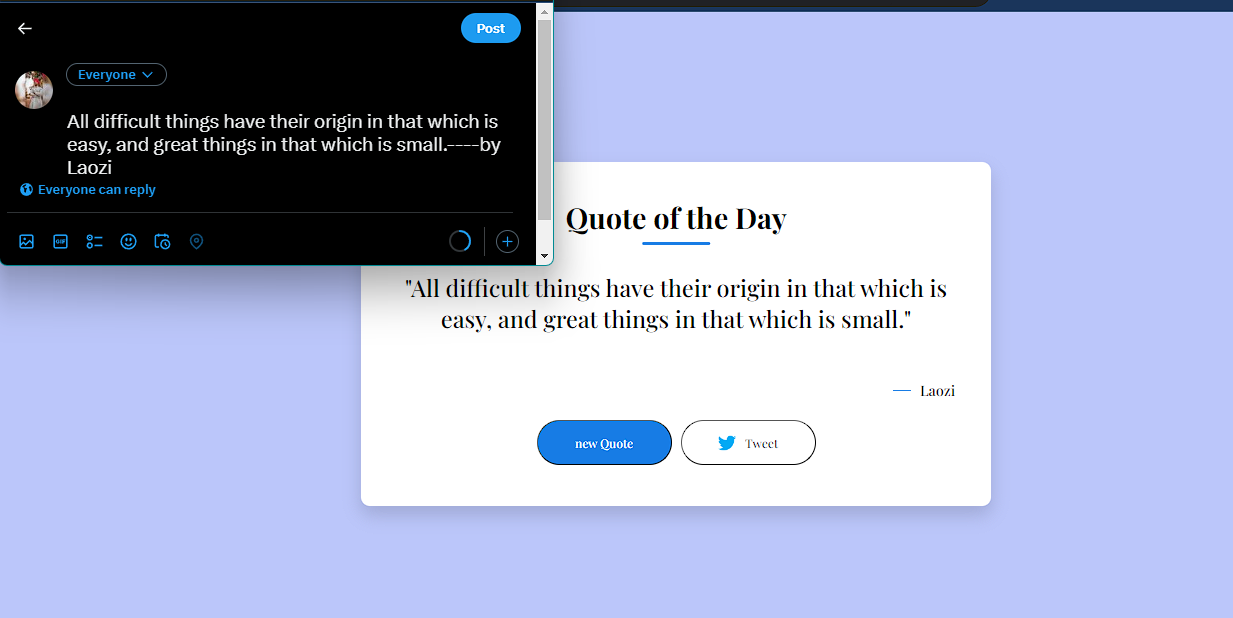 Post
Everyone
All difficult things have their origin in that which is
easy, and great things in that which is small.----by
Laozi
Everyone can reply
GIF
Quote of the Day
"All difficult things have their origin in that which is
easy, and great things in that which is small."
Laozi
new Quote
Tweet